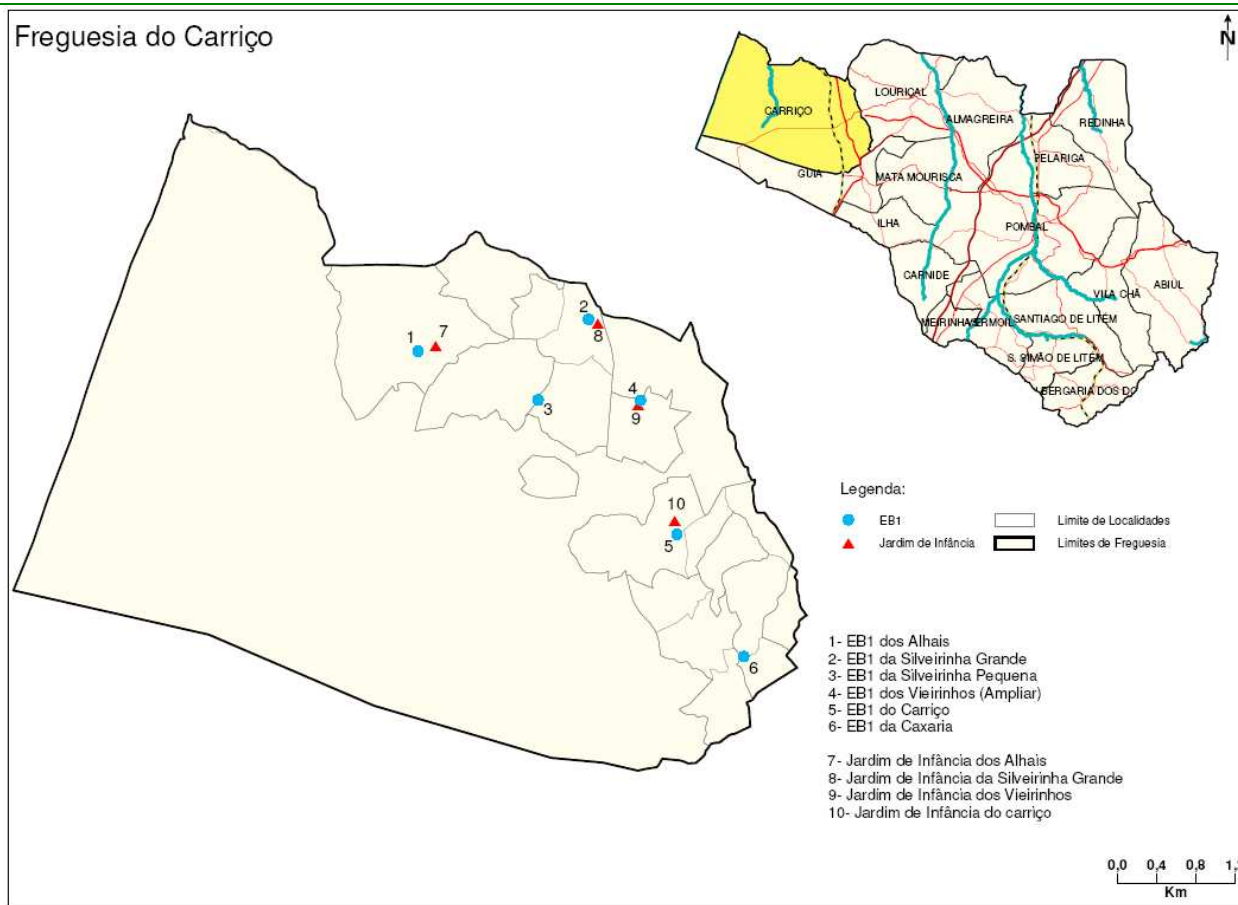 Freguesia do Carriço
N
CARRIÇO
LOURIÇAL
ALMAGREIRA
REDINHA
PELARIGA
GUIA
MATA MOURISCA
ILHA
POMBAL
CARNIDE
VILA CHÃ
ABIUL
SANTIAGO DE LITÉM
S. SIMÃO DE LITÉM
BERGARIA DOS DO
2
8
1
7
4
3
9
10
5
6
Legenda:
EB1
Limite de Localidades
Jardim de Infância
Limites de Freguesia
1- EB1 dos Alhais
2- EB1 da Silveirinha Grande
3- EB1 da Silveirinha Pequena
4- EB1 dos Vieirinhos (Ampliar)
5- EB1 do Carriço
6- EB1 da Caxaria
7- Jardim de Infância dos Alhais
8- Jardim de Infância da Silveirinha Grande
9- Jardim de Infância dos Vieirinhos
10- Jardim de Infância do carriço
0,0 0,4 0,8
Km